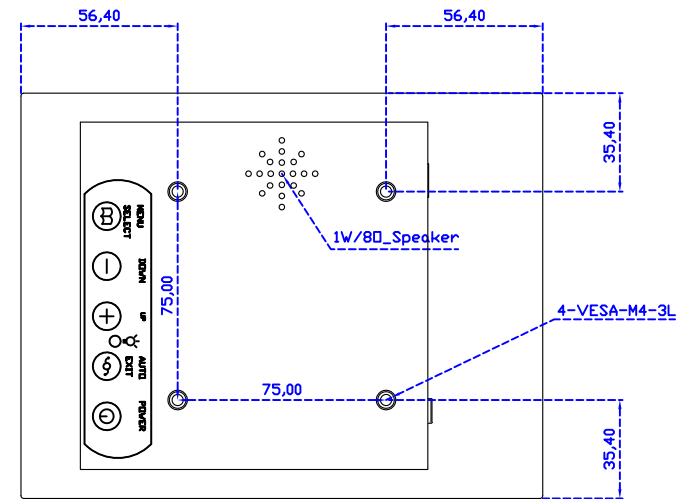 56,40
56,40
35,40
1W/8Ω_Speaker
MENU
SELECT
DOWN
75,00
UP
4-VESA-M4-3L
AUTO
EXIT
75,00
POWER
35,40